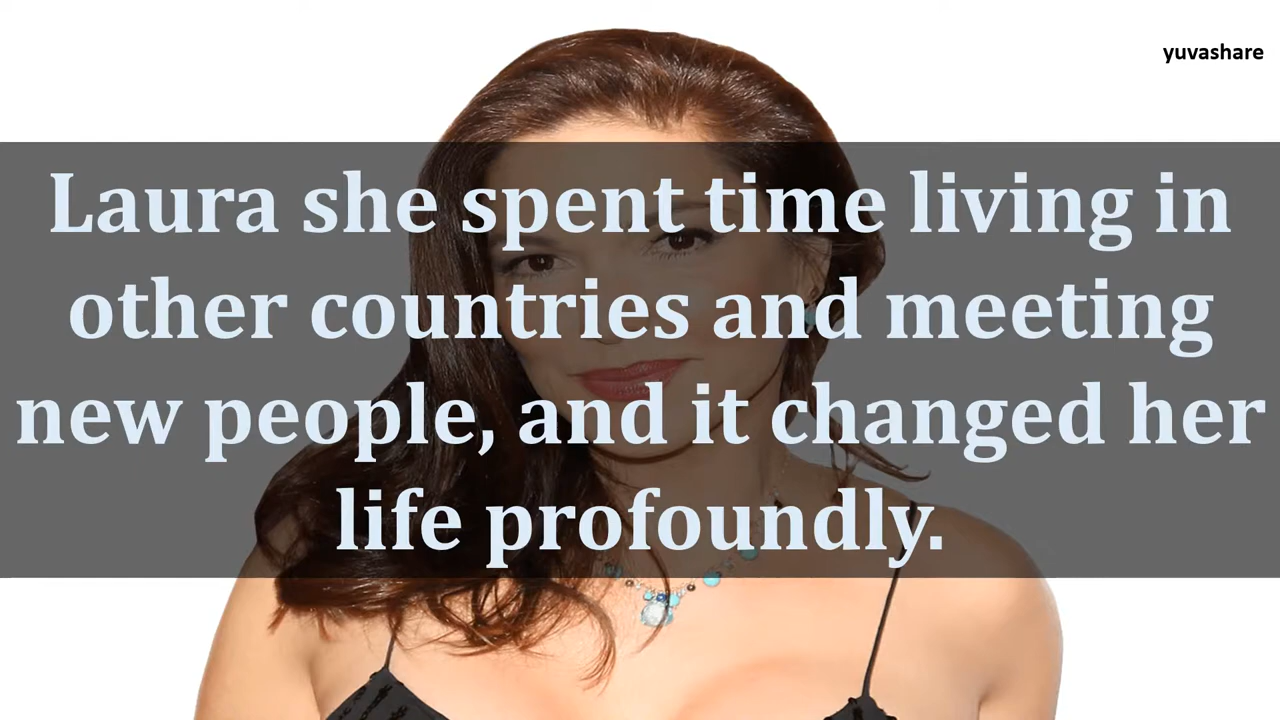 yuvashare
Laura she spent time living in
other countries and meeting
new people, and it changed her
life profoundly.